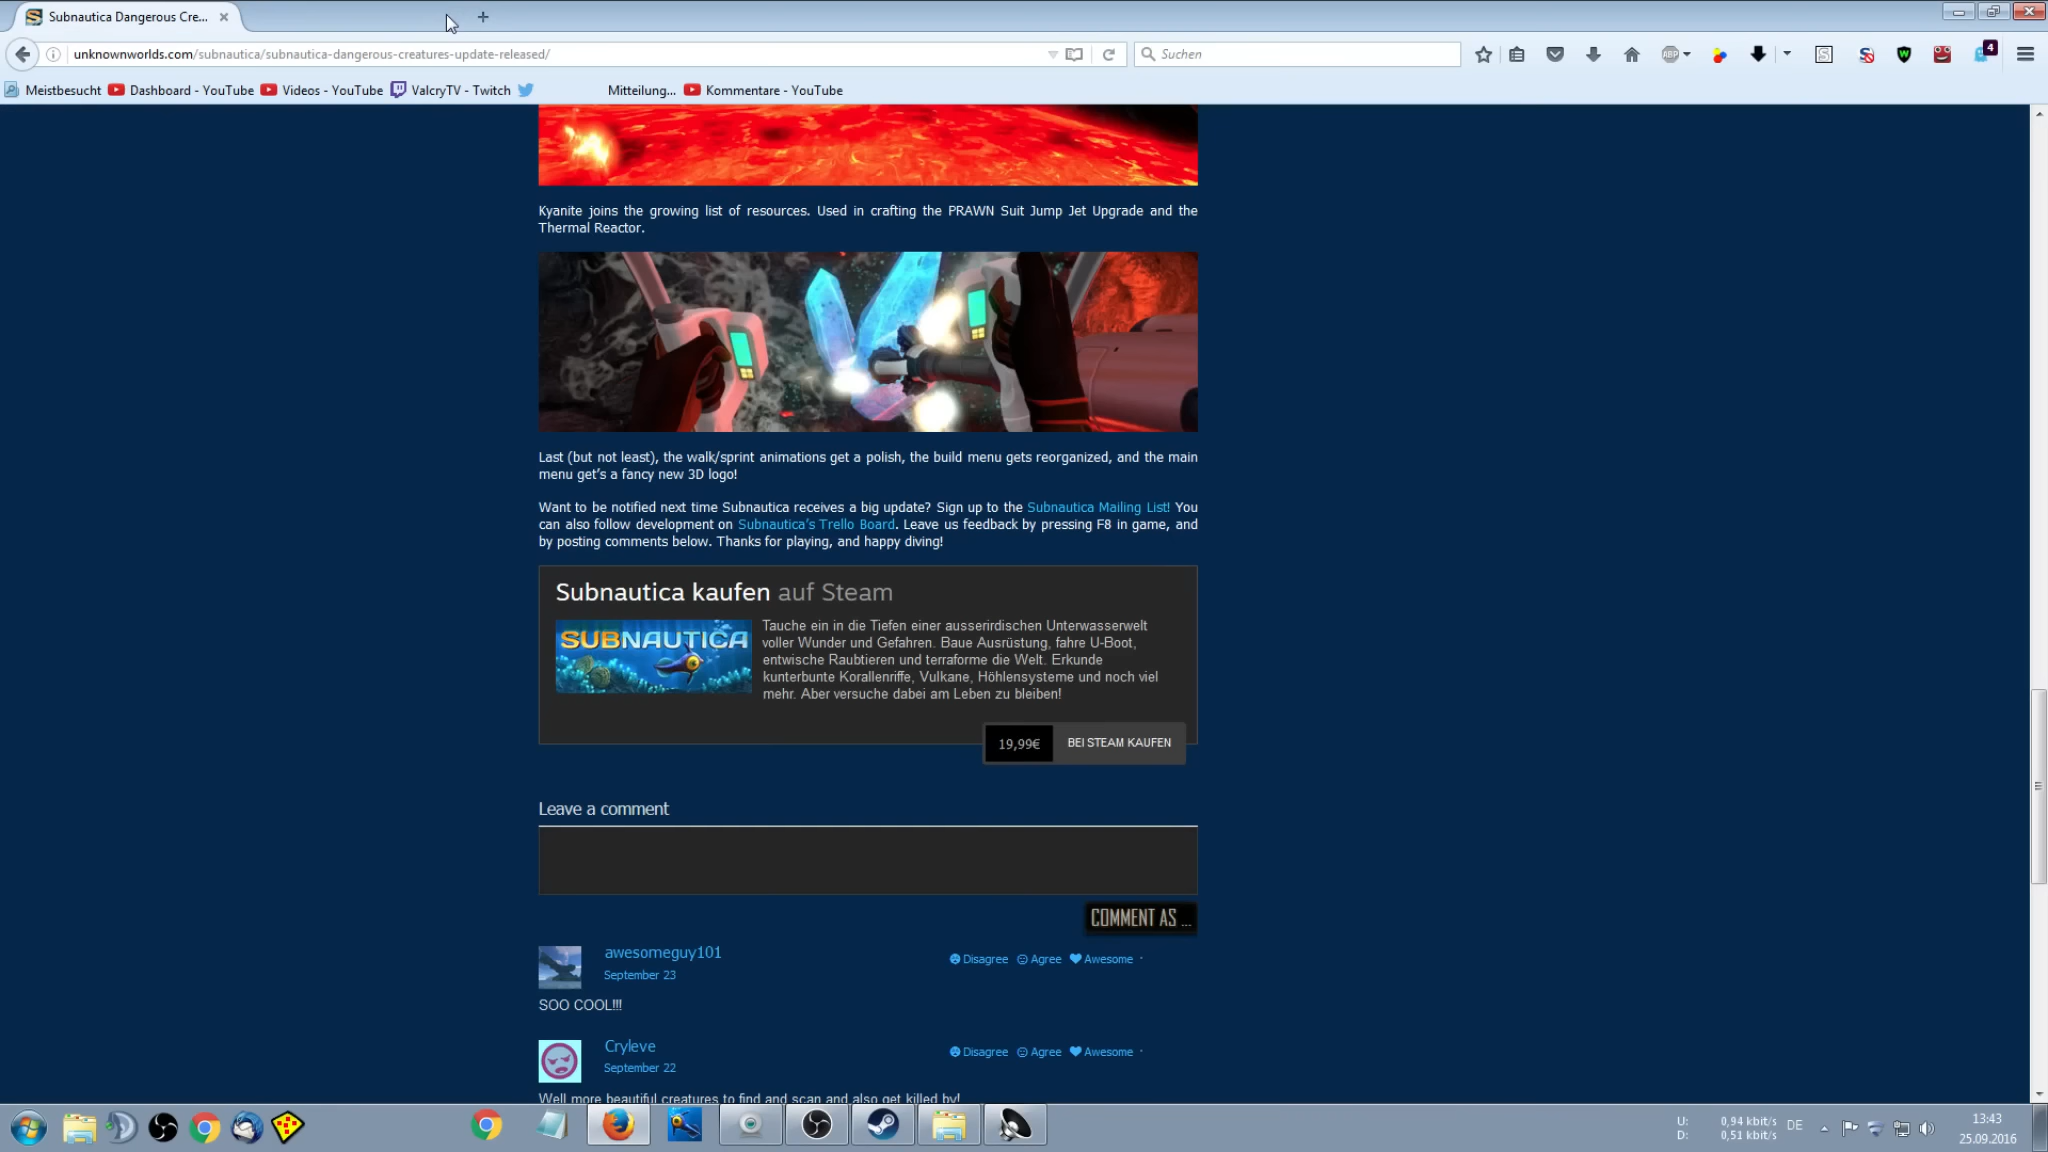 Subnautica Dangerous Cre...
unknownworlds.com/subnautica/subnautica-dangerous-creatures-update-released/
Suchen
4
Meistbesucht
Dashboard - YouTube
Videos - YouTube
ValcryTV - Twitch
Mitteilung...
Kommentare - YouTube
Kyanite joins the growing list of resources. Used in crafting the PRAWN Suit Jump Jet Upgrade and the
Thermal Reactor.
Last (but not least), the walk/sprint animations get a polish, the build menu gets reorganized, and the main
menu get's a fancy new 3D logo!
Want to be notified next time Subnautica receives a big update? Sign up to the Subnautica Mailing List! You
can also follow development on Subnautica's Trello Board. Leave us feedback by pressing F8 in game, and
by posting comments below. Thanks for playing, and happy diving!
Subnautica kaufen auf Steam
SUBNAUTICA
Tauche ein in die Tiefen einer ausserirdischen Unterwasserwelt
voller Wunder und Gefahren. Baue Ausrüstung, fahre U-Boot,
entwische Raubtieren und terraforme die Welt. Erkunde
kunterbunte Korallenriffe, Vulkane, Höhlensysteme und noch viel
mehr. Aber versuche dabei am Leben zu bleiben!
19,99€
BEI STEAM KAUFEN
Leave a comment
COMMENT AS ...
awesomeguy101
Disagree Agree Awesome ·
September 23
SOO COOL!!!
Cryleve
Disagree Agree Awesome ·
September 22
Well more beautiful creatures to find and scan and also get killed by!
U: 0,94 kbit/s
D: 0,51 kbit/s
DE
13:43
25.09.2016